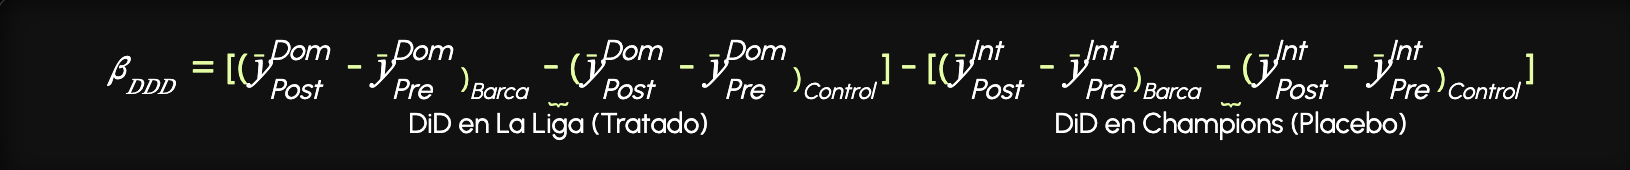 β_DDD = [(ȳ^Dom_Post - ȳ^Dom_Pre)_Barca - (ȳ^Dom_Post - ȳ^Dom_Pre)_Control] - [(ȳ^Int_Post - ȳ^Int_Pre)_Barca - (ȳ^Int_Post - ȳ^Int_Pre)_Control]
DiD en La Liga (Tratado) DiD en Champions (Placebo)